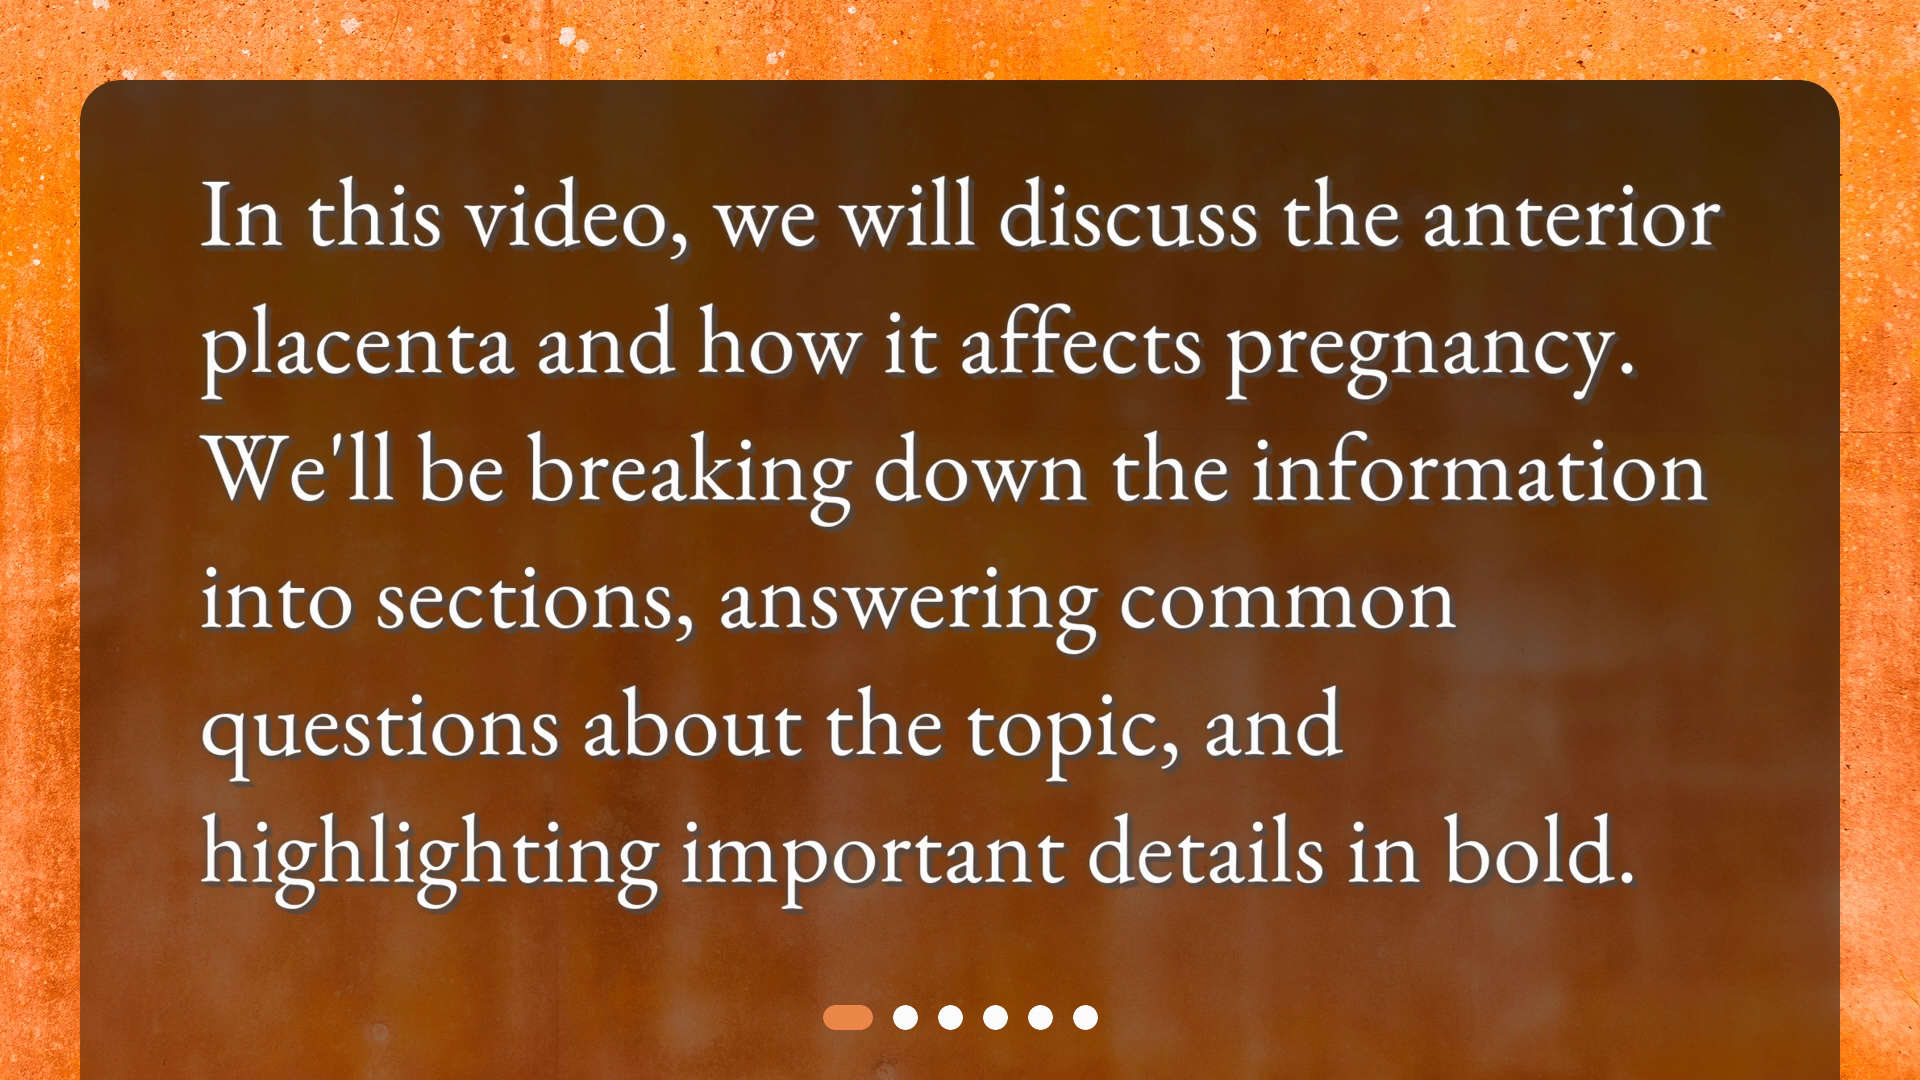 In this video, we will discuss the anterior
placenta and how it affects pregnancy.
We'll be breaking down the information
into sections, answering common
questions about the topic, and
highlighting important details in bold.